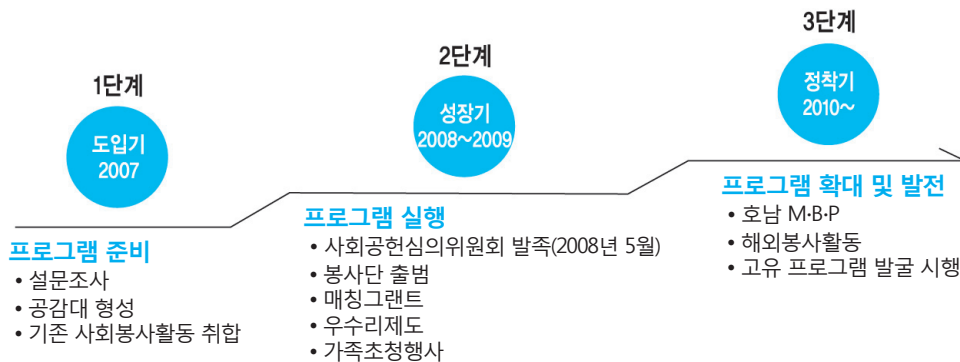 1단계
도입기
2007
프로그램 준비
• 설문조사
• 공감대 형성
• 기존 사회봉사활동 취합
2단계
성장기
2008~2009
프로그램 실행
• 사회공헌심의위원회 발족(2008년 5월)
• 봉사단 출범
• 매칭그랜트
• 우수리제도
• 가족초청행사
3단계
정착기
2010~
프로그램 확대 및 발전
• 호남 M·B·P
• 해외봉사활동
• 고유 프로그램 발굴 시행